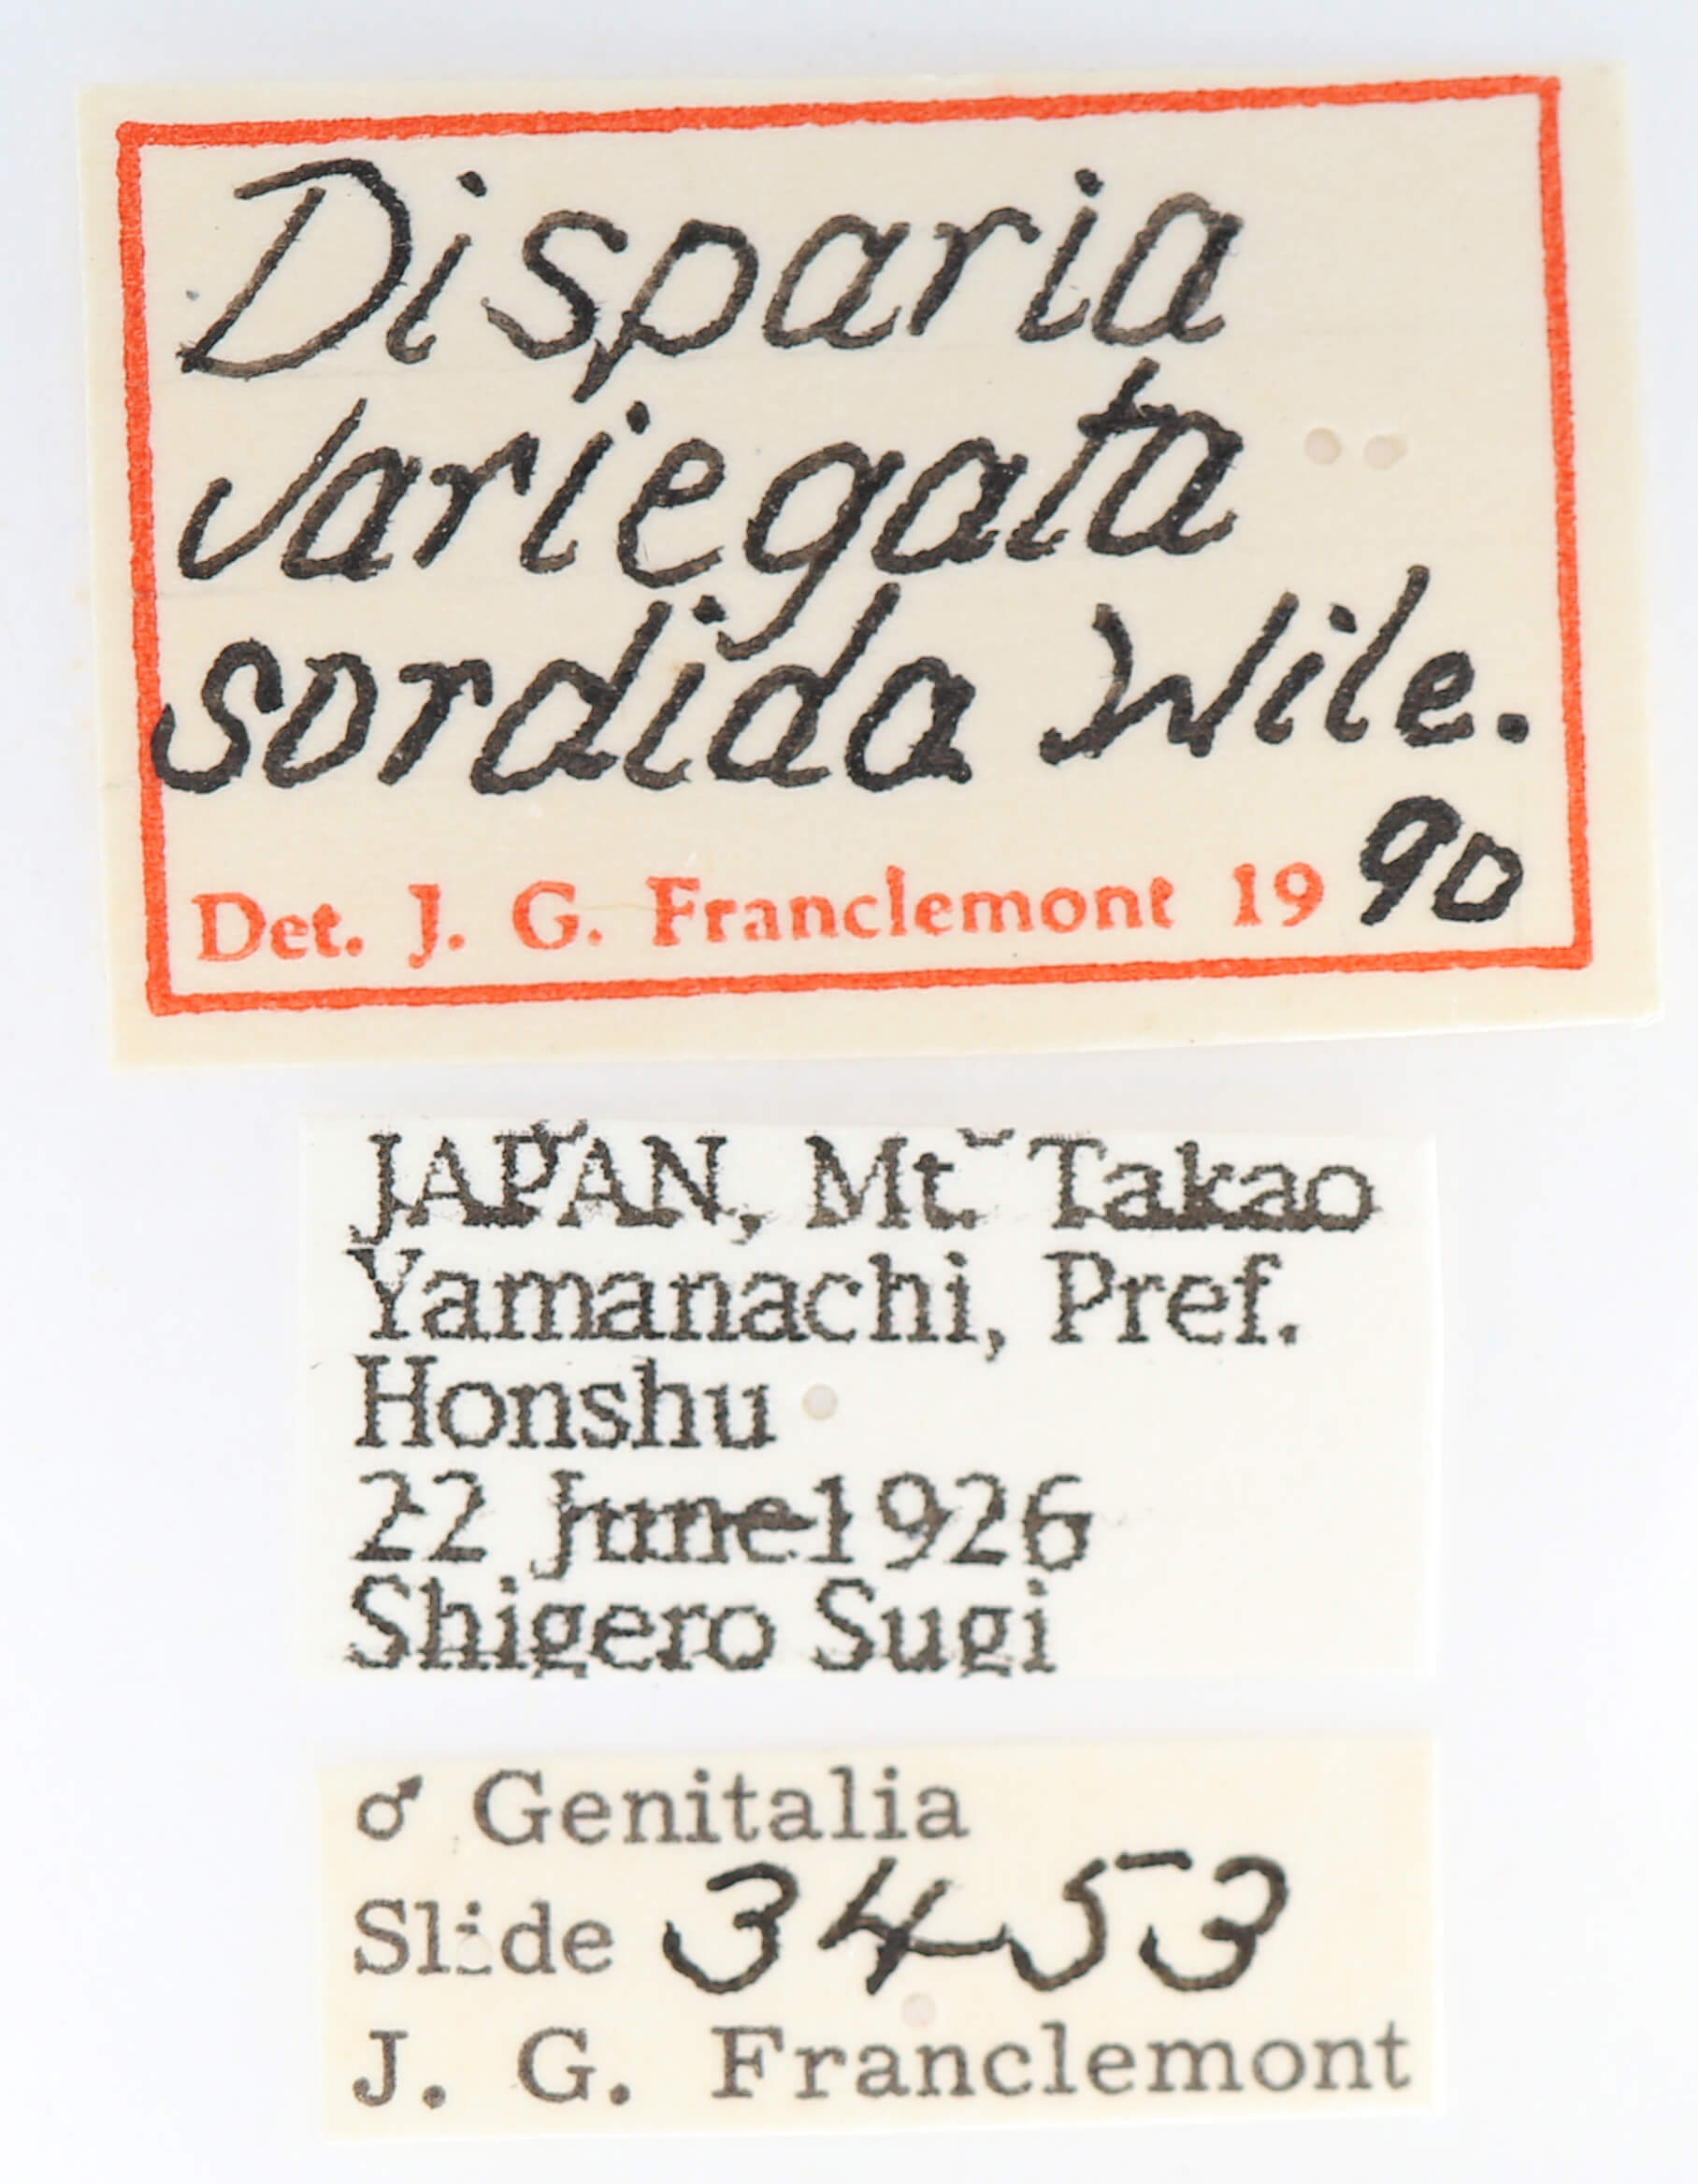 Disparia
variegata
sordida Wile.
Det. J. G. Franclemont 1990
JAPAN, Mt. Takao
Yamanachi, Pref.
Honshu
22 June 1926
Shigero Sugi
♂ Genitalia
Slide 3453
J. G. Franclemont